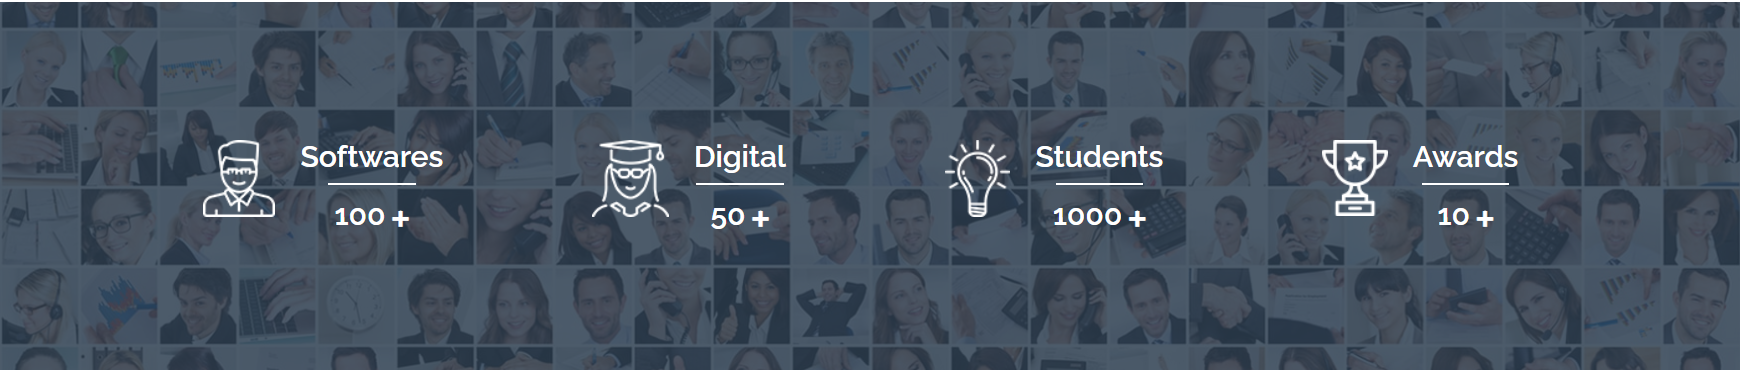 Softwares
100 +
Digital
50 +
Students
1000 +
Awards
10 +